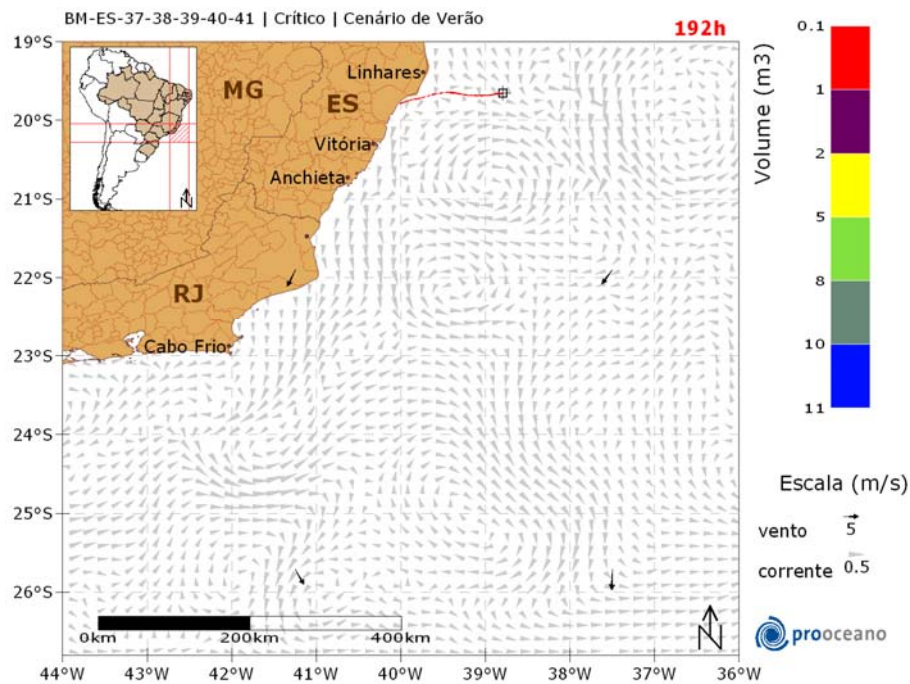 BM-ES-37-38-39-40-41 | Crítico | Cenário de Verão
192h
19°S
20°S
21°S
22°S
23°S
24°S
25°S
26°S
MG
ES
RJ
Linhares
Vitória
Anchieta
Cabo Frio
N
0km
200km
400km
N
44°W
43°W
42°W
41°W
40°W
39°W
38°W
37°W
36°W
Volume (m3)
0.1
1
2
5
8
10
11
Escala (m/s)
vento 5
corrente 0.5
prooceano